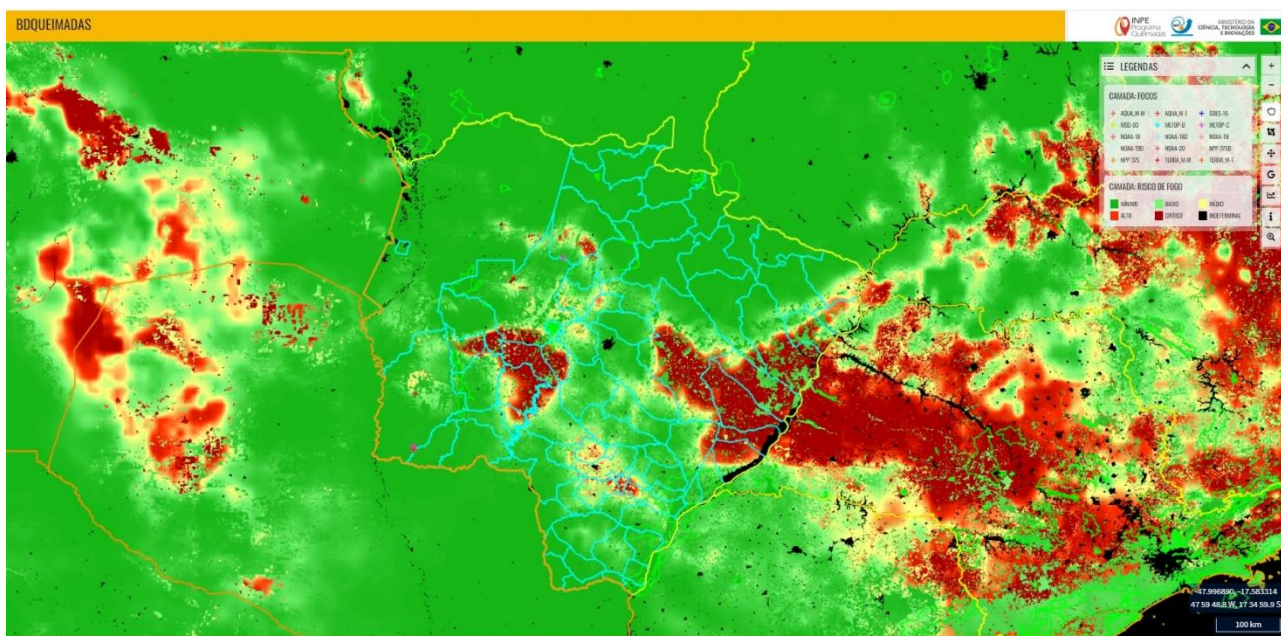 BDQUEIMADAS
INPE
Programa
Queimadas
MINISTÉRIO DA
CIÊNCIA, TECNOLOGIA
E INOVAÇÕES
LEGENDAS
CAMADA: FOCOS
AQUA_M-M AQUA_M-T GOES-16
MSG-03 METOP-B METOP-C
NOAA-18 NOAA-18D NOAA-19
NOAA-19D NOAA-20 NPP-375D
NPP-375 TERRA_M-M TERRA_M-T
CAMADA: RISCO DE FOGO
MÍNIMO BAIXO MÉDIO
ALTO CRÍTICO
-47.996890, -17.583314
47 59 48.8 W, 17 34 59.9 S
100 km